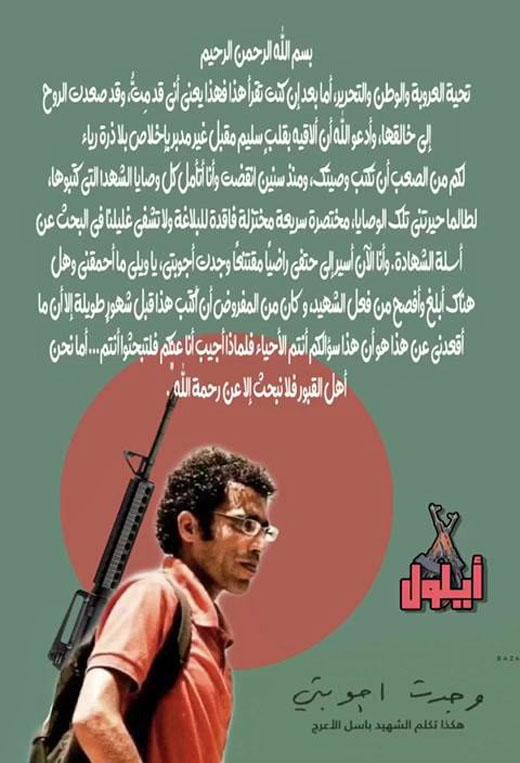 بسم الله الرحمن الرحيم
تحية العروبة والوطن والتحرير، أما بعد إن كنت تقرأ هذا فهذا يعني أني قد مِتُّ، وقد صعدت الروح
إلى خالقها، وأدعو الله أن ألاقيه بقلبٍ سليم مقبل غير مدبر بإخلاص بلا ذرة رياء
لكم من الصعب أن تكتب وصيتك، ومنذ سنين انقضت وأنا أتأمل كل وصايا الشهدا التي كتبوها،
لطالما حيرتني تلك الوصايا، مختصرة سريعة مختزلة فاقدة للبلاغة ولا تشفي غليلنا في البحث عن
أسلة الشهادة. وأنا الآن أسير إلى حتفي راضيًا مقتنعًا وجدت أجوبتي، يا ويلي ما أحمقني وهل
هناك أبلغ وأفصح من فعل الشهيد، و كان من المفروض أن أكتب هذا قبل شهورٍ طويلة إلا أن ما
أقعدني عن هذا هو أن هذا سؤالكم أنتم الأحياء فلماذا أجيب أنا عنكم فلتبحثوا أنتم... أما نحن
أهل القبور فلا نبحث إلا عن رحمة الله.
أيلول
BAZA
وجدت اجوبتي
هكذا تكلم الشهيد باسل الأعرج